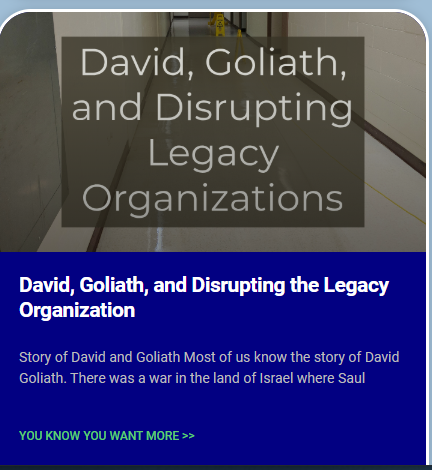 David, Goliath,
and Disrupting
Legacy
Organizations
David, Goliath, and Disrupting the Legacy
Organization
Story of David and Goliath Most of us know the story of David
Goliath. There was a war in the land of Israel where Saul
YOU KNOW YOU WANT MORE >>